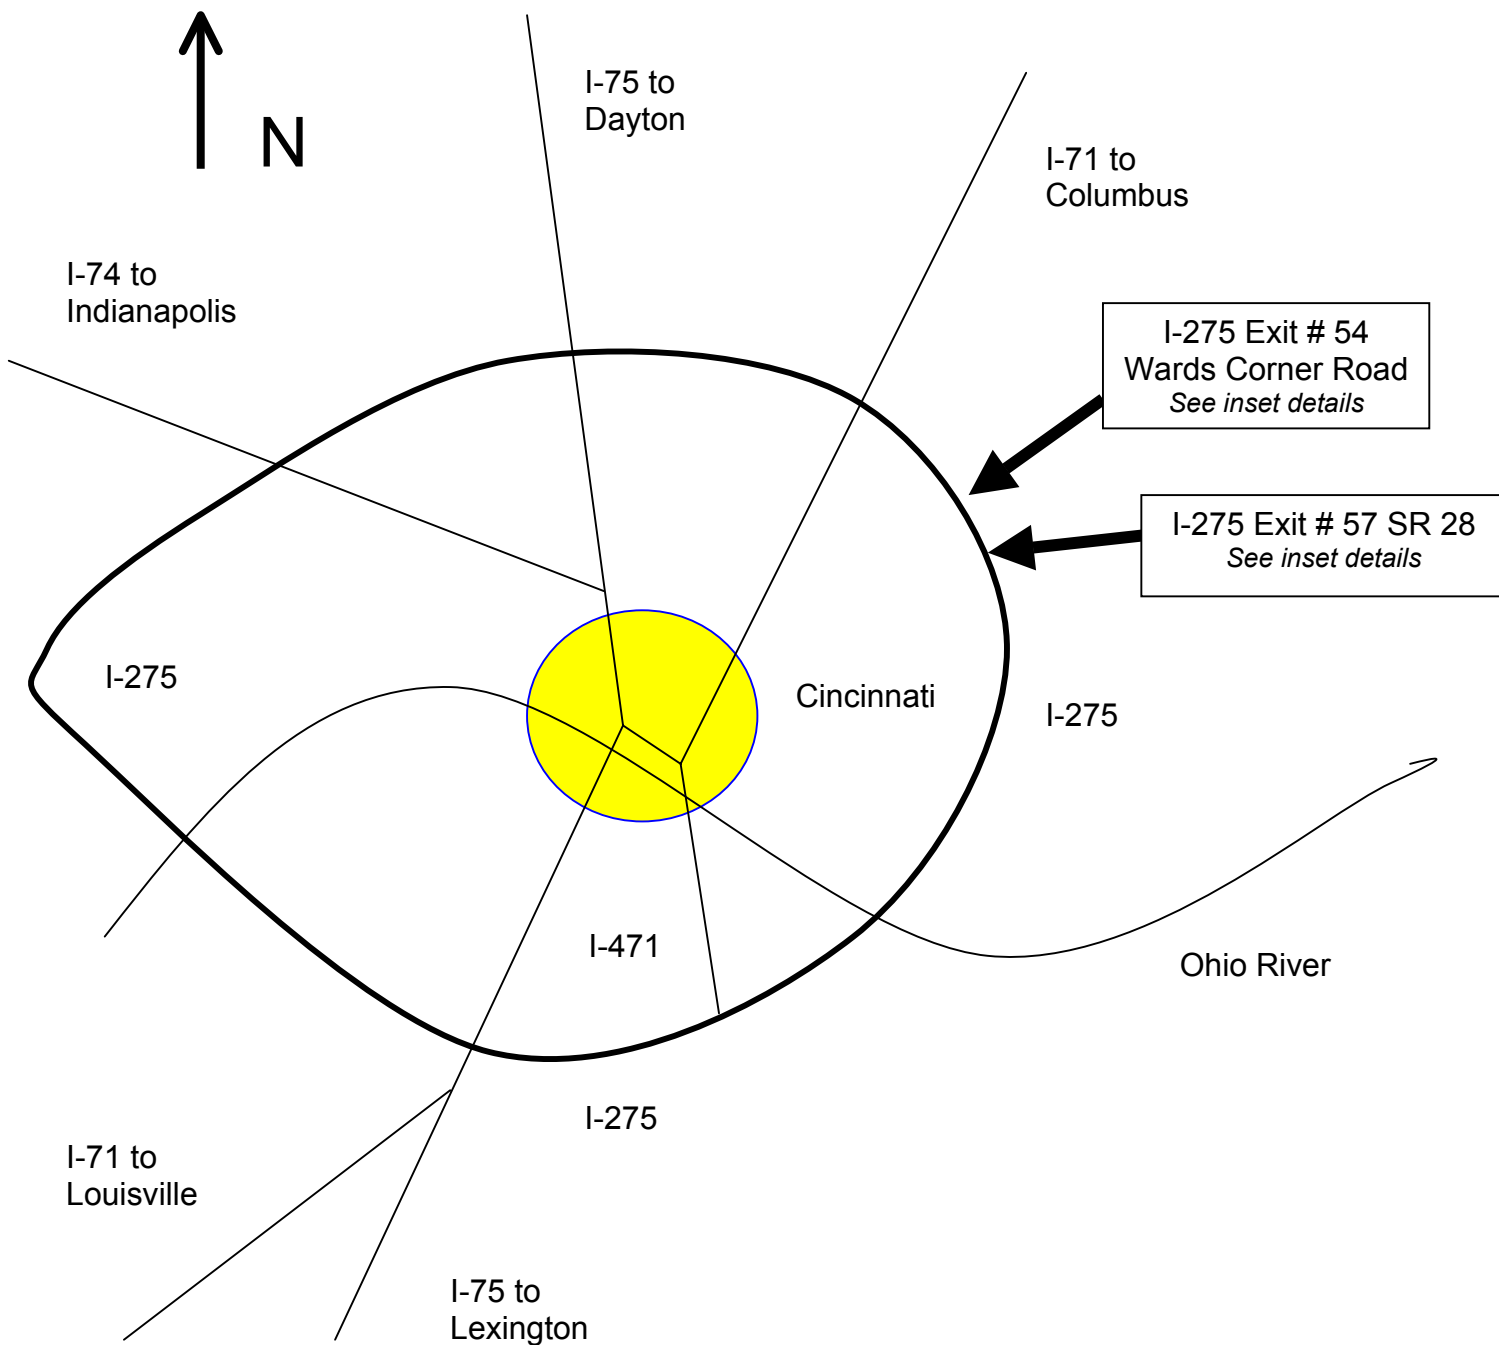 N
I-75 to
Dayton
I-71 to
Columbus
I-74 to
Indianapolis
I-275 Exit # 54
Wards Corner Road
See inset details
I-275 Exit # 57 SR 28
See inset details
I-275
Cincinnati
I-275
I-471
Ohio River
I-275
I-71 to
Louisville
I-75 to
Lexington